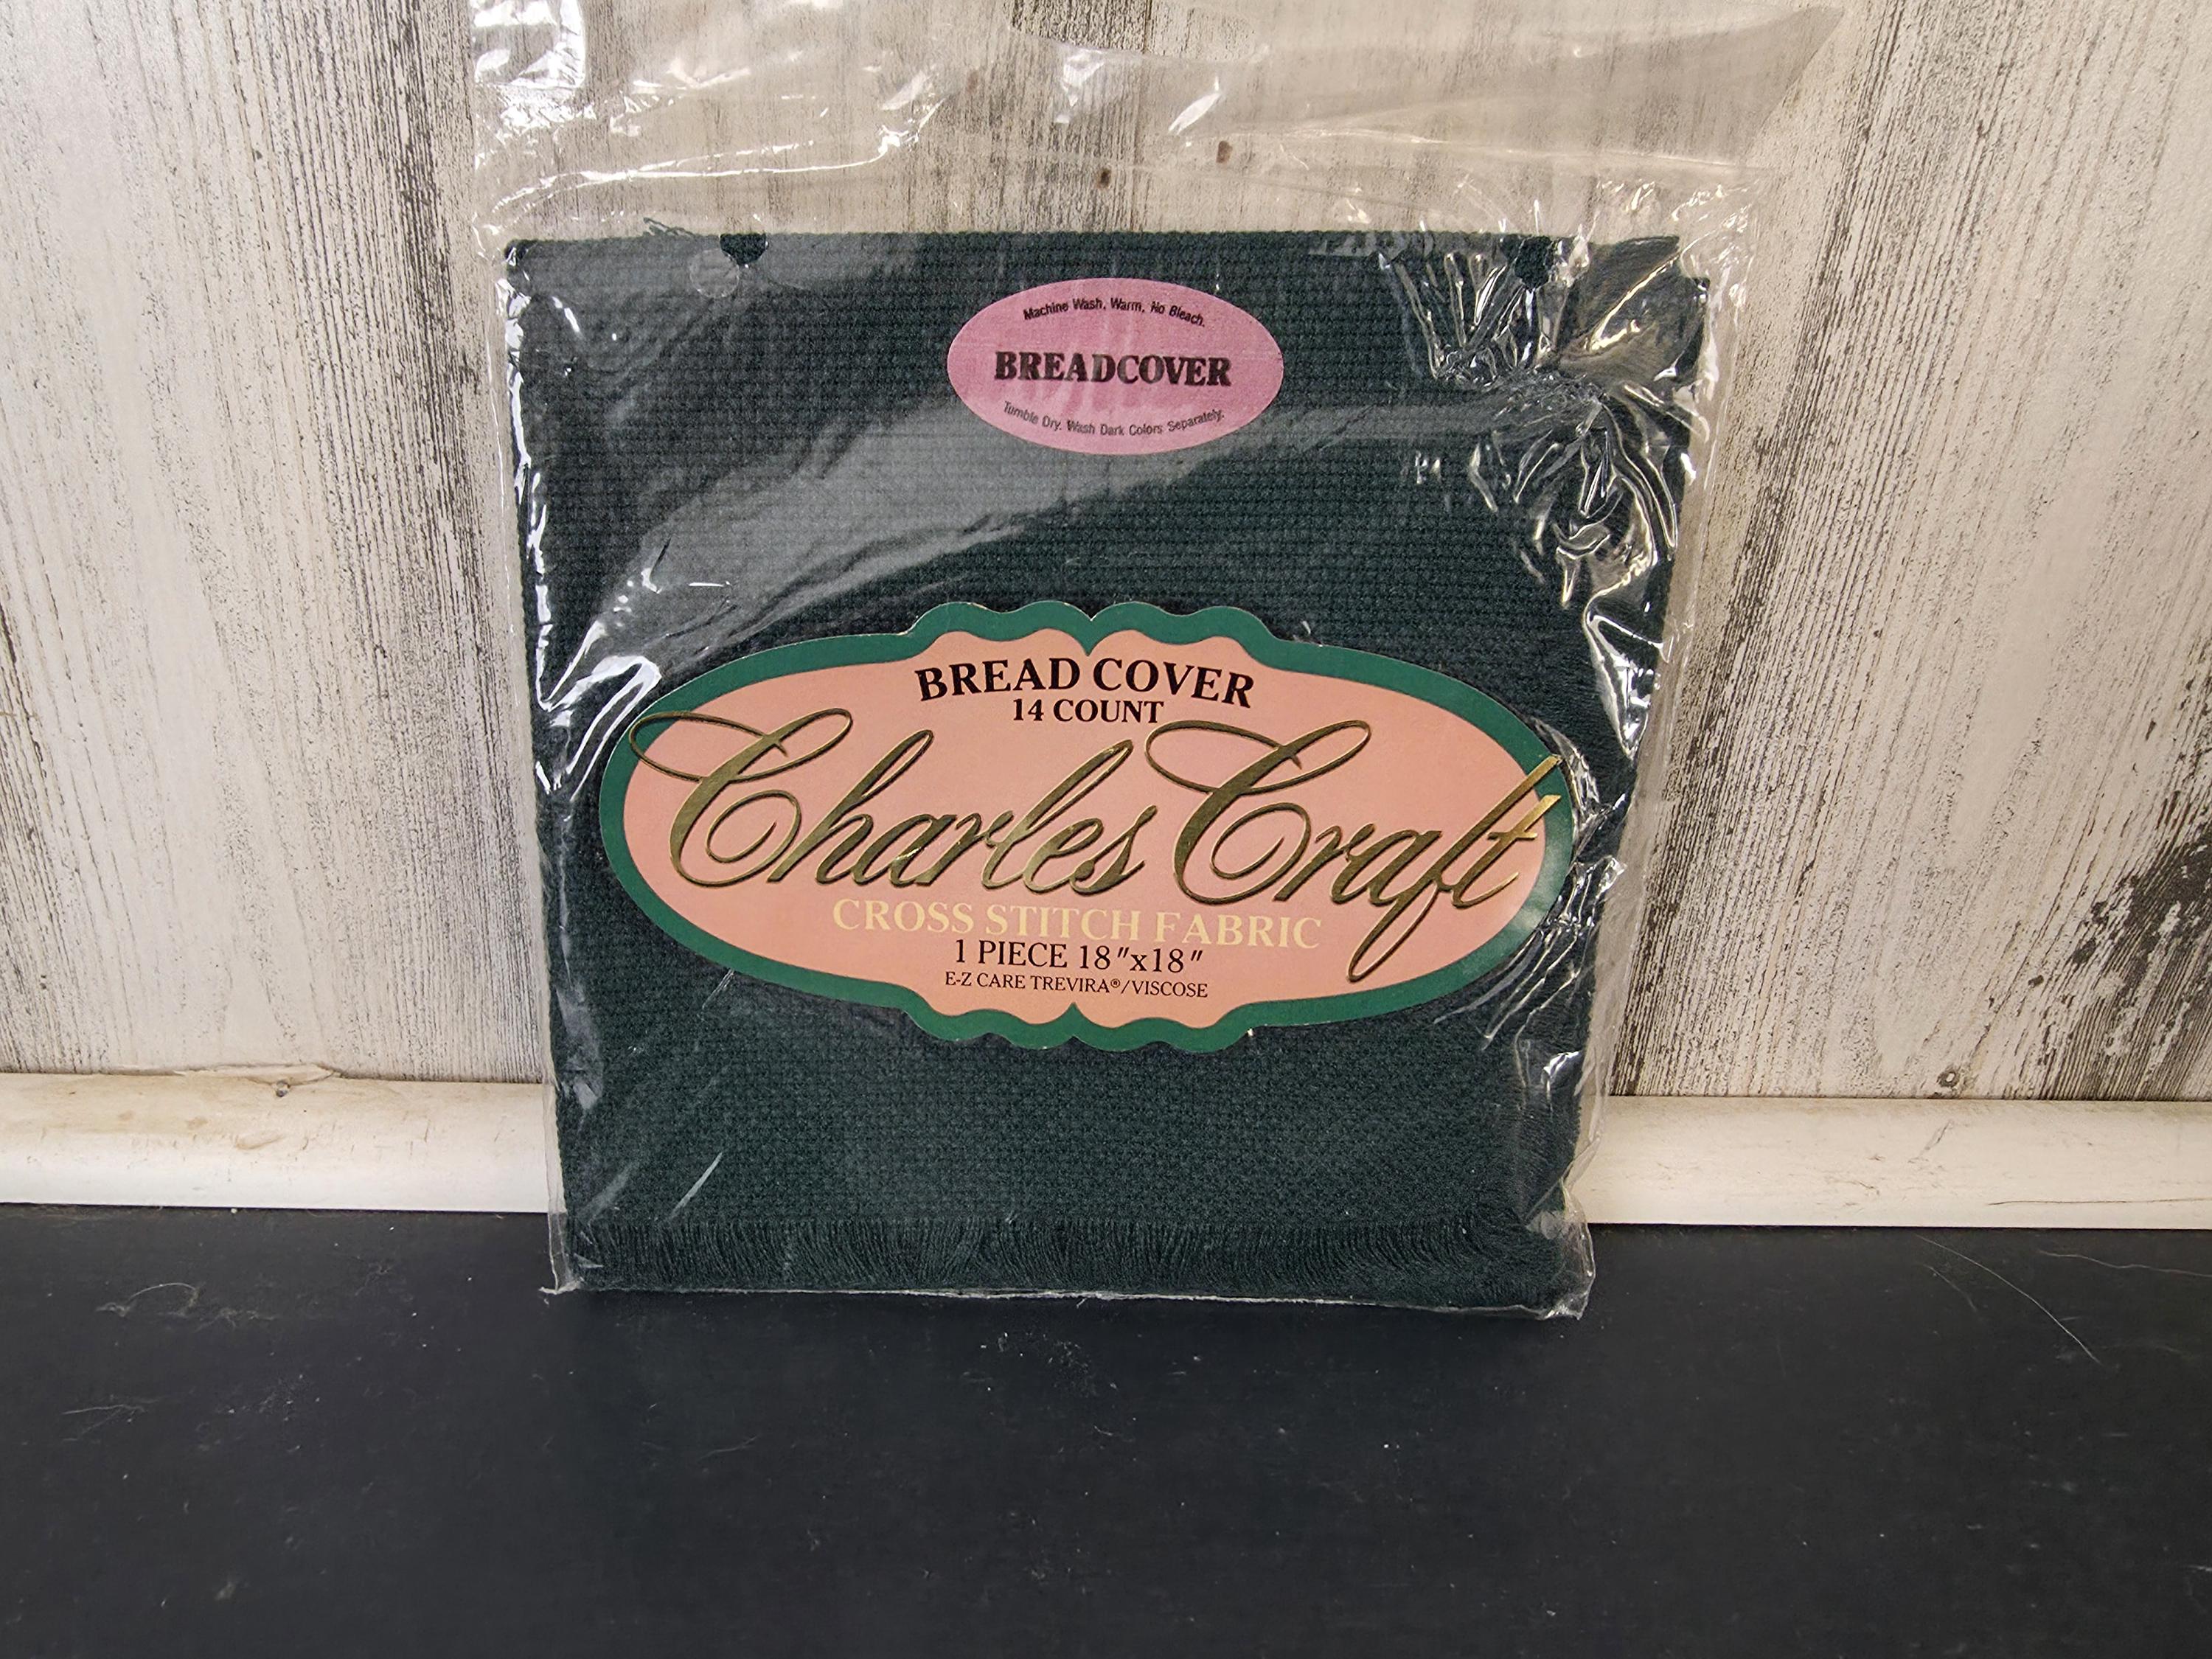 Machine Wash, Warm, No Bleach.
BREADCOVER
Tumble Dry. Wash Dark Colors Separately.
BREAD COVER
14 COUNT
Charles Craft
CROSS STITCH FABRIC
1 PIECE 18"x18"
E-Z CARE TREVIRA®/VISCOSE